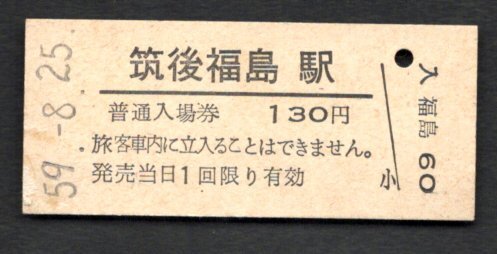 59.-8.25.
筑後福島 駅
普通入場券 130円
旅客車内に立入ることはできません。
発売当日1回限り有効
小
入 福島 60